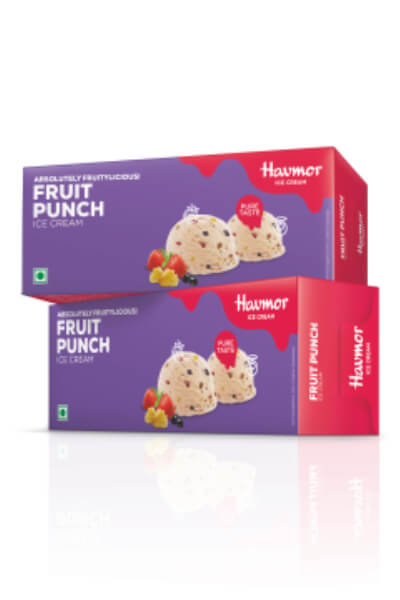 ABSOLUTELY FRUITYLICIOUS!
FRUIT
PUNCH
ICE CREAM
Havmor
ICE CREAM
PURE
TASTE
FRUIT PUNCH
Havmor
ABSOLUTELY FRUITYLICIOUS!
FRUIT
PUNCH
ICE CREAM
Havmor
ICE CREAM
PURE
TASTE
FRUIT PUNCH
ICE CREAM
Havmor
ICE CREAM